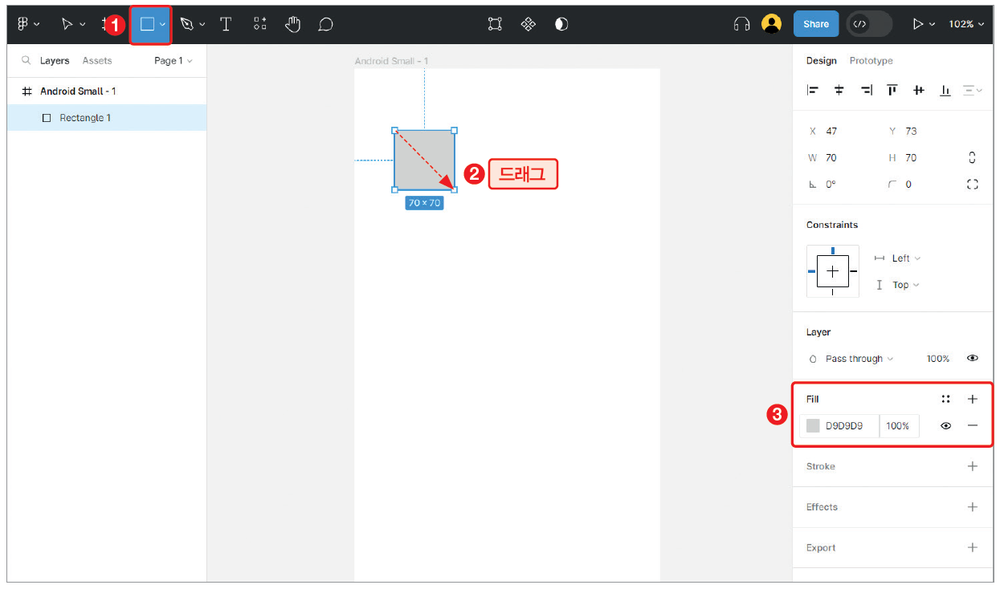 1
T
Share
102%
Layers
Assets
Page 1
Android Small - 1
Rectangle 1
Android Small - 1
2
드래그
70 × 70
Design
Prototype
X 47
Y 73
W 70
H 70
0°
0
Constraints
Left
Top
Layer
Pass through
100%
3
Fill
D9D9D9
100%
Stroke
Effects
Export